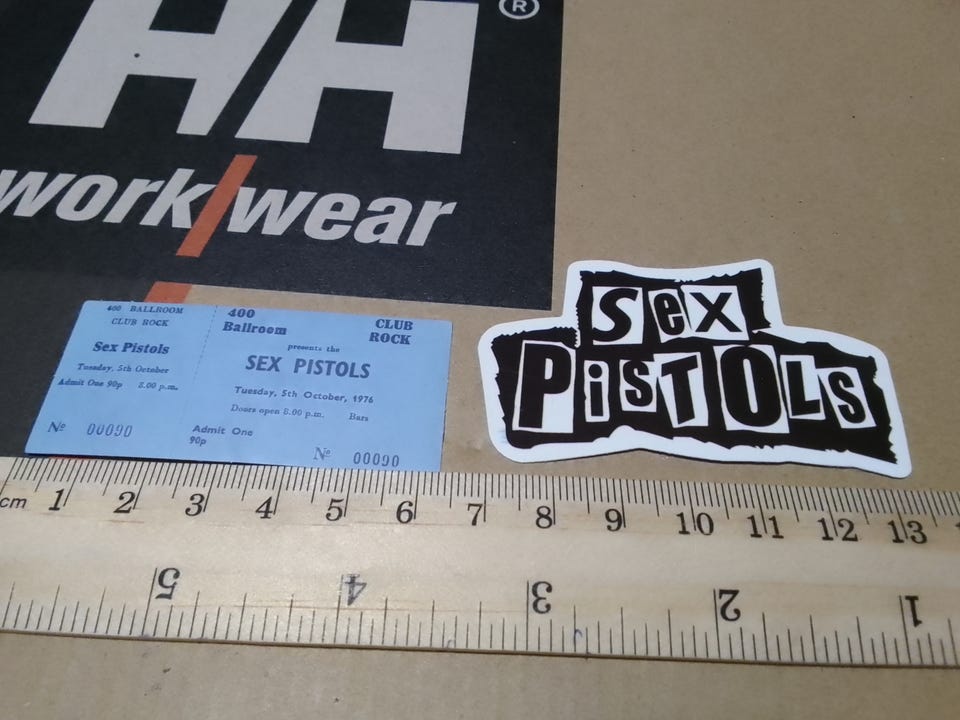 HH®
work/wear
400 BALLROOM
CLUB ROCK
Sex Pistols
Tuesday, 5th October
Admit One 90p 8.00 p.m.
Nº 00090
400
Ballroom
CLUB
ROCK
presents the
SEX PISTOLS
Tuesday, 5th October, 1976
Doors open 8.00 p.m. Bars
Admit One
90p
Nº 00090
SeX
PiSTOLS
cm 1 2 3 4 5 6 7 8 9 10 11 12 13
5 4 3 2 1